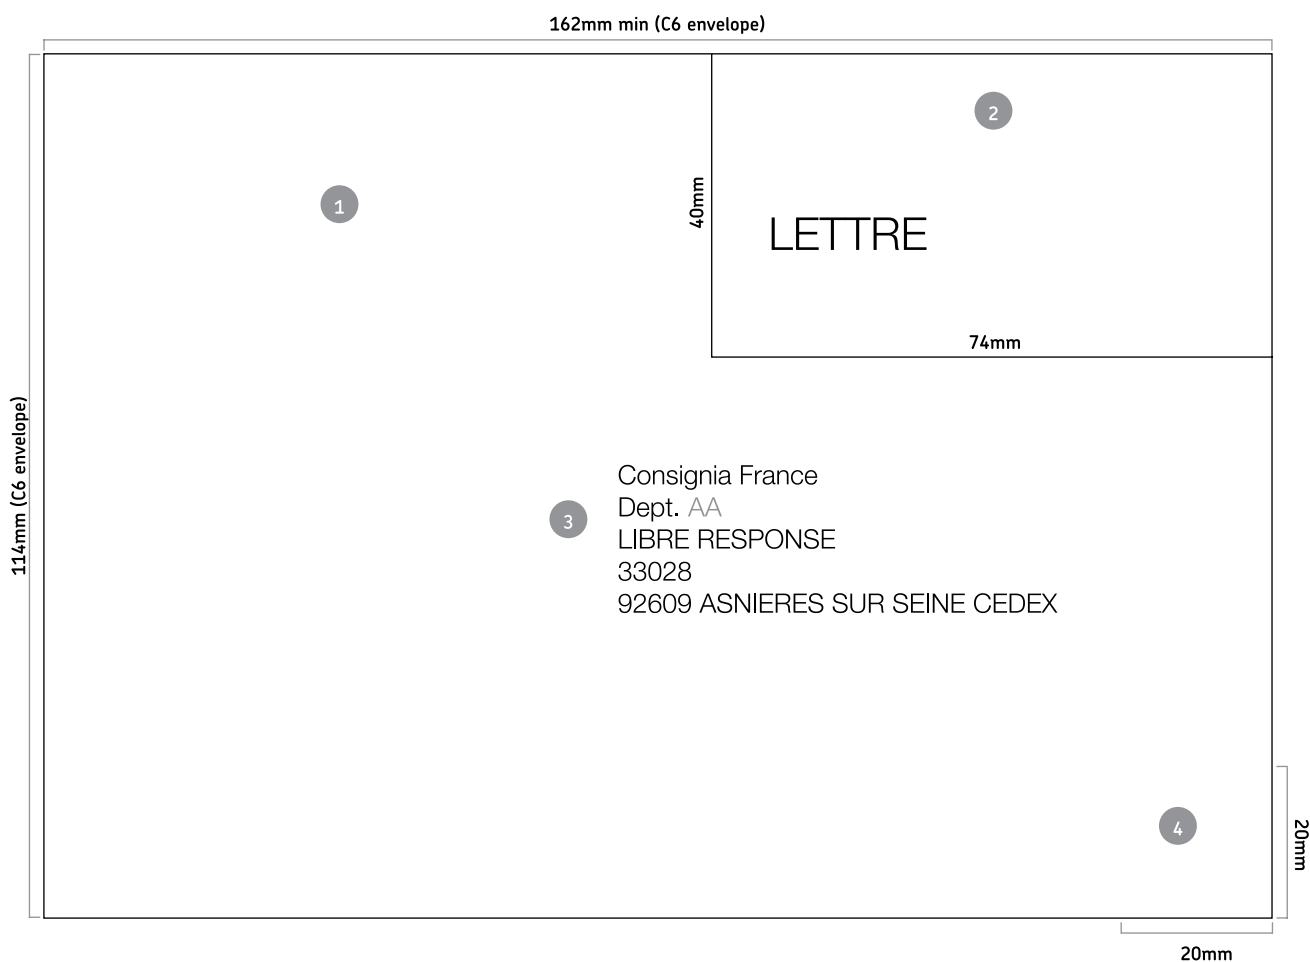 162mm min (C6 envelope)
2
1
40mm
LETTRE
74mm
114mm (C6 envelope)
Consignia France
Dept. AA
3
LIBRE RESPONSE
33028
92609 ASNIERES SUR SEINE CEDEX
4
20mm
20mm